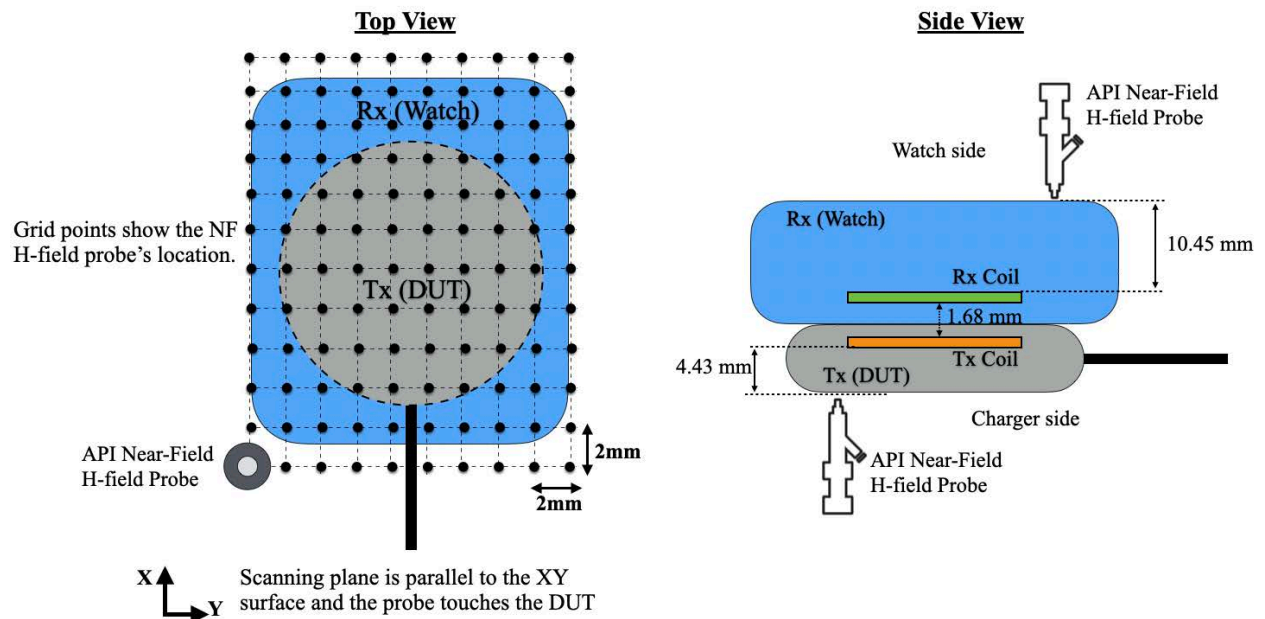 Top View
Rx (Watch)
Tx (DUT)
Grid points show the NF
H-field probe's location.
API Near-Field
H-field Probe
2mm
2mm
X
Y
Scanning plane is parallel to the XY
surface and the probe touches the DUT
Side View
API Near-Field
H-field Probe
Watch side
Rx (Watch)
10.45 mm
Rx Coil
1.68 mm
Tx Coil
4.43 mm
Tx (DUT)
Charger side
API Near-Field
H-field Probe